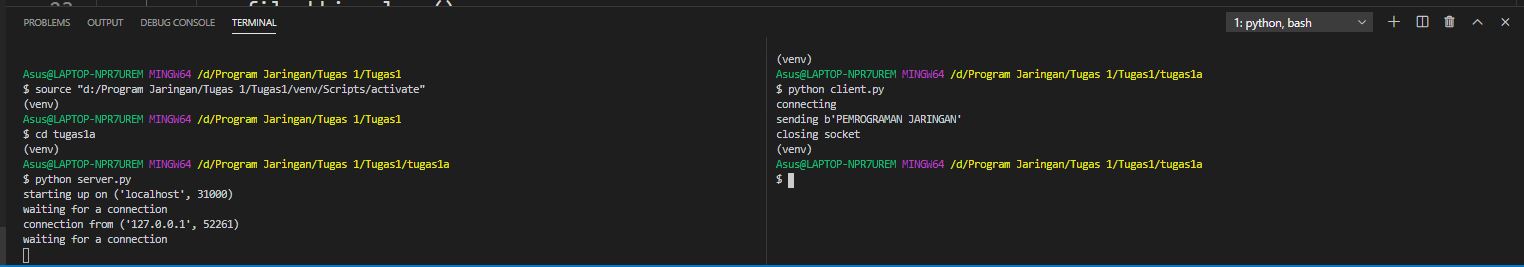 PROBLEMS OUTPUT DEBUG CONSOLE TERMINAL 1: python, bash
Asus@LAPTOP-NPR7UREM MINGW64 /d/Program Jaringan/Tugas 1/Tugas1
$ source "d:/Program Jaringan/Tugas 1/Tugas1/venv/Scripts/activate"
(venv)
Asus@LAPTOP-NPR7UREM MINGW64 /d/Program Jaringan/Tugas 1/Tugas1
$ cd tugas1a
(venv)
Asus@LAPTOP-NPR7UREM MINGW64 /d/Program Jaringan/Tugas 1/Tugas1/tugas1a
$ python server.py
starting up on ('localhost', 31000)
waiting for a connection
connection from ('127.0.0.1', 52261)
waiting for a connection
(venv)
Asus@LAPTOP-NPR7UREM MINGW64 /d/Program Jaringan/Tugas 1/Tugas1/tugas1a
$ python client.py
connecting
sending b'PEMROGRAMAN JARINGAN'
closing socket
(venv)
Asus@LAPTOP-NPR7UREM MINGW64 /d/Program Jaringan/Tugas 1/Tugas1/tugas1a
$